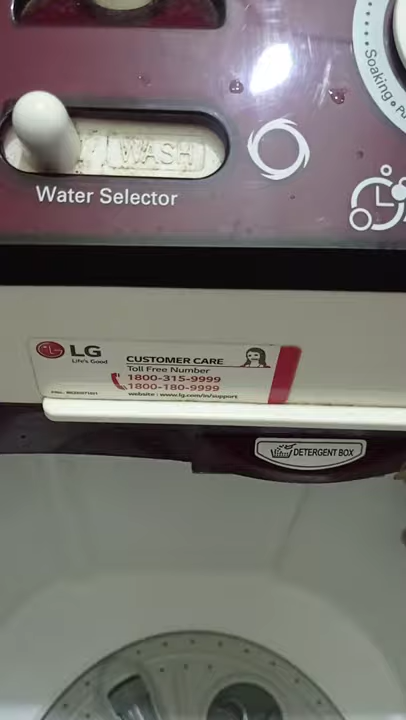 Soaking
WASH
Water Selector
LG
Life's Good
CUSTOMER CARE
Toll Free Number
1800-315-9999
1800-180-9999
website : www.lg.com/in/support
DETERGENT BOX